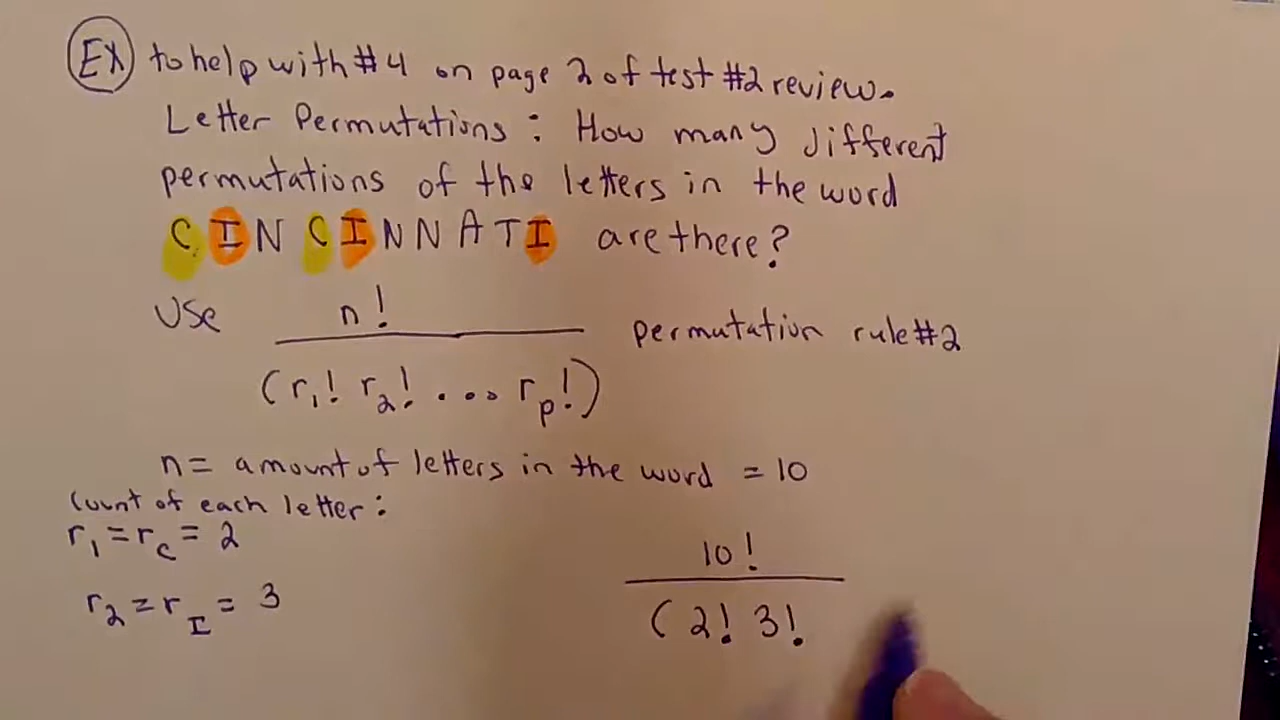 EX to help with #4 on page 2 of test #2 review.
Letter Permutations: How many different
permutations of the letters in the word
CINCINNATI are there?
Use n! / (r₁! r₂! ... rₚ!) permutation rule #2
n = amount of letters in the word = 10
Count of each letter:
r₁ = r_C = 2
r₂ = r_I = 3
10! / (2! 3!